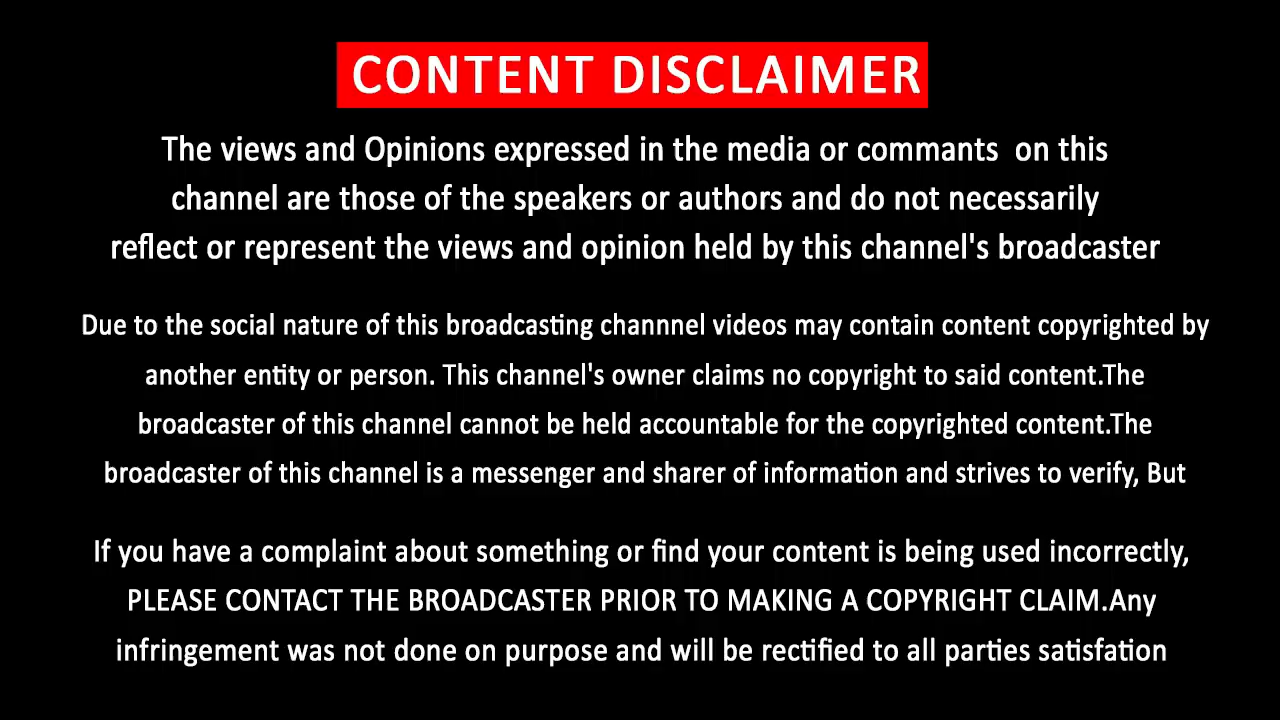 CONTENT DISCLAIMER
The views and Opinions expressed in the media or commants on this
channel are those of the speakers or authors and do not necessarily
reflect or represent the views and opinion held by this channel's broadcaster
Due to the social nature of this broadcasting channnel videos may contain content copyrighted by
another entity or person. This channel's owner claims no copyright to said content.The
broadcaster of this channel cannot be held accountable for the copyrighted content.The
broadcaster of this channel is a messenger and sharer of information and strives to verify, But
If you have a complaint about something or find your content is being used incorrectly,
PLEASE CONTACT THE BROADCASTER PRIOR TO MAKING A COPYRIGHT CLAIM.Any
infringement was not done on purpose and will be rectified to all parties satisfation